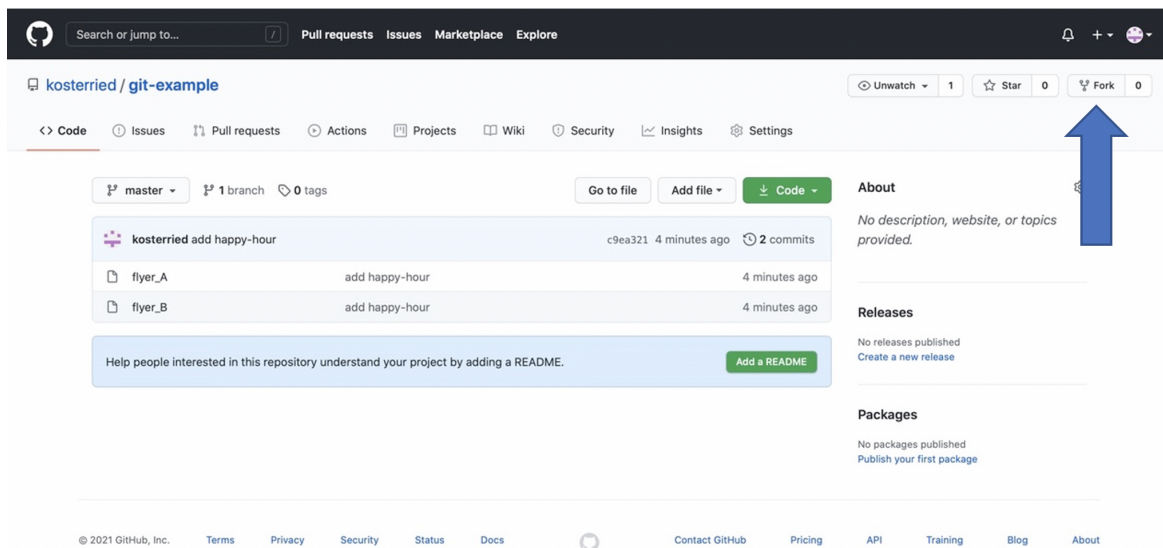 Search or jump to... / Pull requests Issues Marketplace Explore
kosterried / git-example Unwatch 1 Star 0 Fork 0
Code Issues Pull requests Actions Projects Wiki Security Insights Settings
master 1 branch 0 tags Go to file Add file Code About
No description, website, or topics
provided.
kosterried add happy-hour c9ea321 4 minutes ago 2 commits
flyer_A add happy-hour 4 minutes ago
flyer_B add happy-hour 4 minutes ago
Releases
No releases published
Create a new release
Help people interested in this repository understand your project by adding a README. Add a README
Packages
No packages published
Publish your first package
© 2021 GitHub, Inc. Terms Privacy Security Status Docs Contact GitHub Pricing API Training Blog About